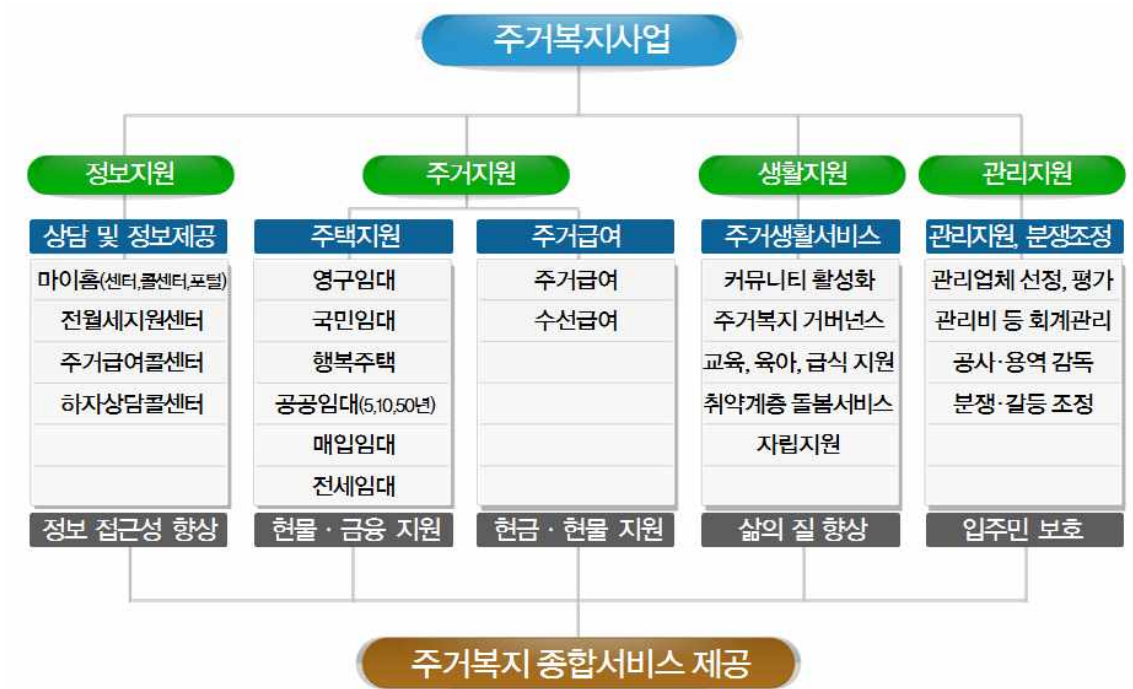 주거복지사업
정보지원
주거지원
생활지원
관리지원
상담 및 정보제공
마이홈(센터,콜센터,포털)
전월세지원센터
주거급여콜센터
하자상담콜센터
정보 접근성 향상
주택지원
영구임대
국민임대
행복주택
공공임대(5,10,50년)
매입임대
전세임대
현물·금융 지원
주거급여
주거급여
수선급여
현금·현물 지원
주거생활서비스
커뮤니티 활성화
주거복지 거버넌스
교육, 육아, 급식 지원
취약계층 돌봄서비스
자립지원
삶의 질 향상
관리지원, 분쟁조정
관리업체 선정, 평가
관리비 등 회계관리
공사·용역 감독
분쟁·갈등 조정
입주민 보호
주거복지 종합서비스 제공